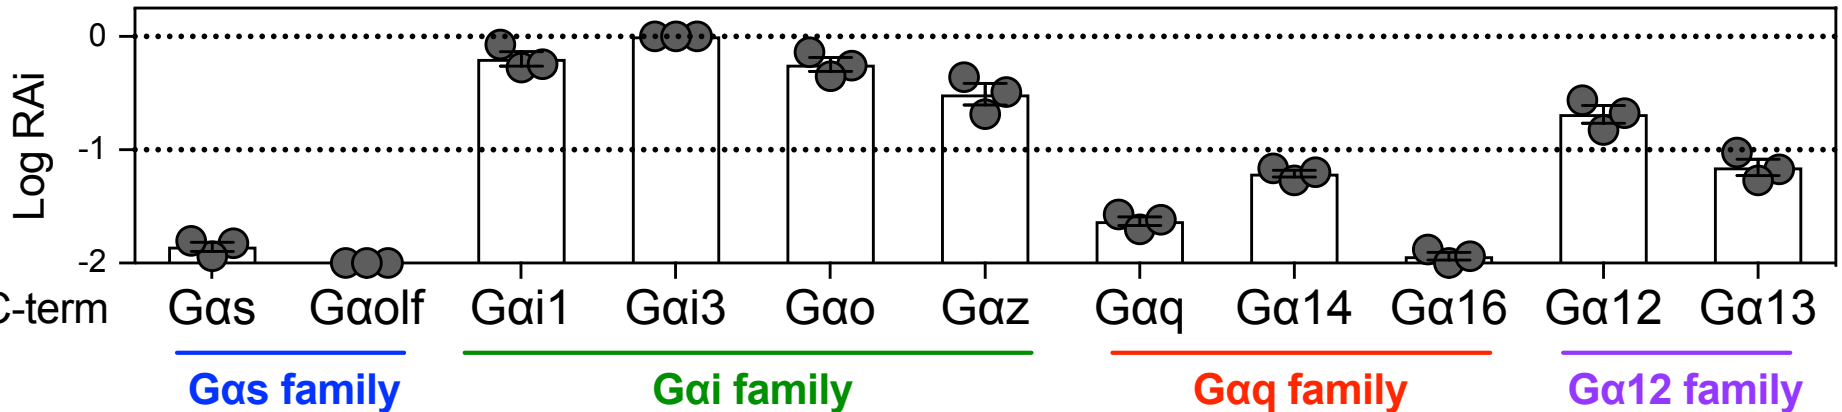 Log RAi
0
-1
-2
C-term Gαs Gαolf Gαi1 Gαi3 Gαo Gαz Gαq Gα14 Gα16 Gα12 Gα13
Gαs family Gαi family Gαq family Gα12 family